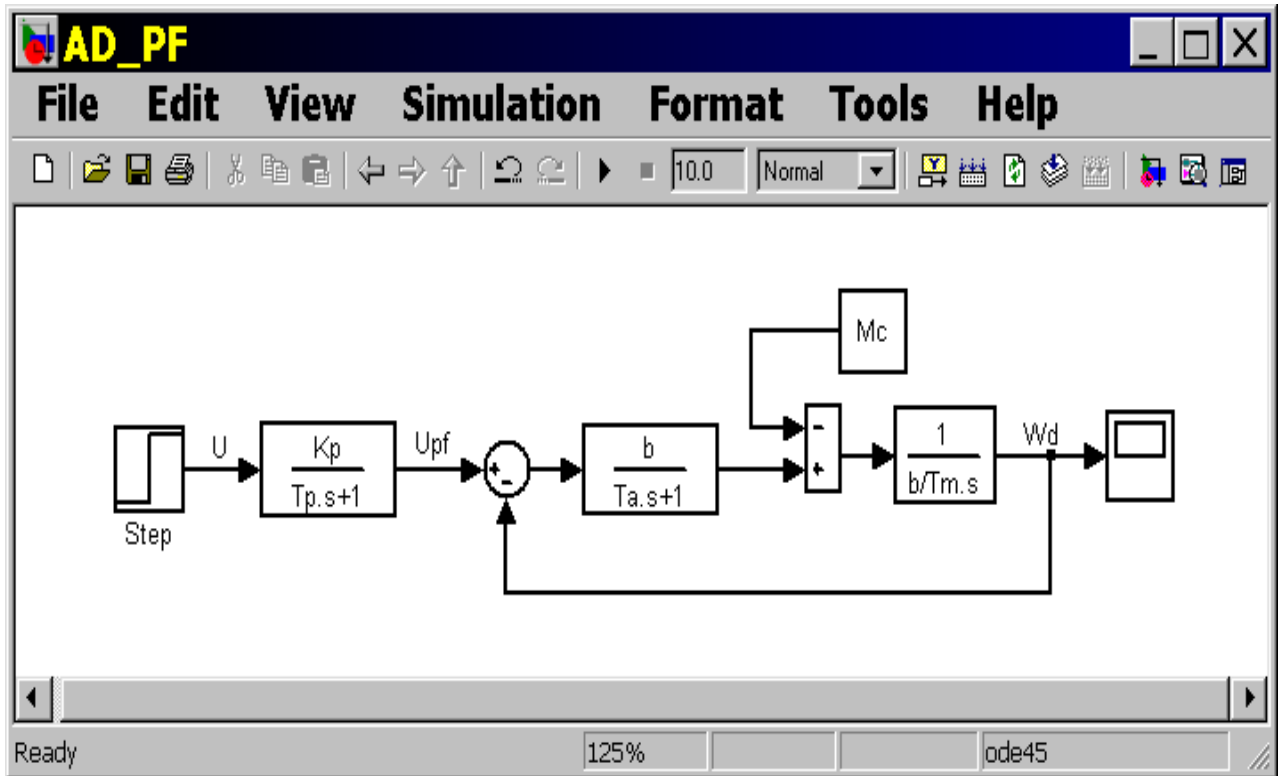 AD_PF
File Edit View Simulation Format Tools Help
10.0 Normal
Mc
U
Kp
Tp.s+1
Upf
b
Ta.s+1
1
b/Tm.s
Wd
Step
Ready 125% ode45